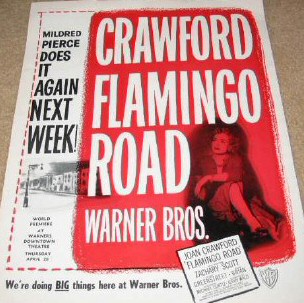 MILDRED
PIERCE
DOES
IT
AGAIN
NEXT
WEEK!
CRAWFORD
FLAMINGO
ROAD
WARNER BROS.
WORLD
PREMIERE
AT
WARNERS
DOWNTOWN
THEATRE
THURSDAY
JOAN CRAWFORD
FLAMINGO ROAD
ZACHARY SCOTT
We're doing BIG things here at Warner Bros.